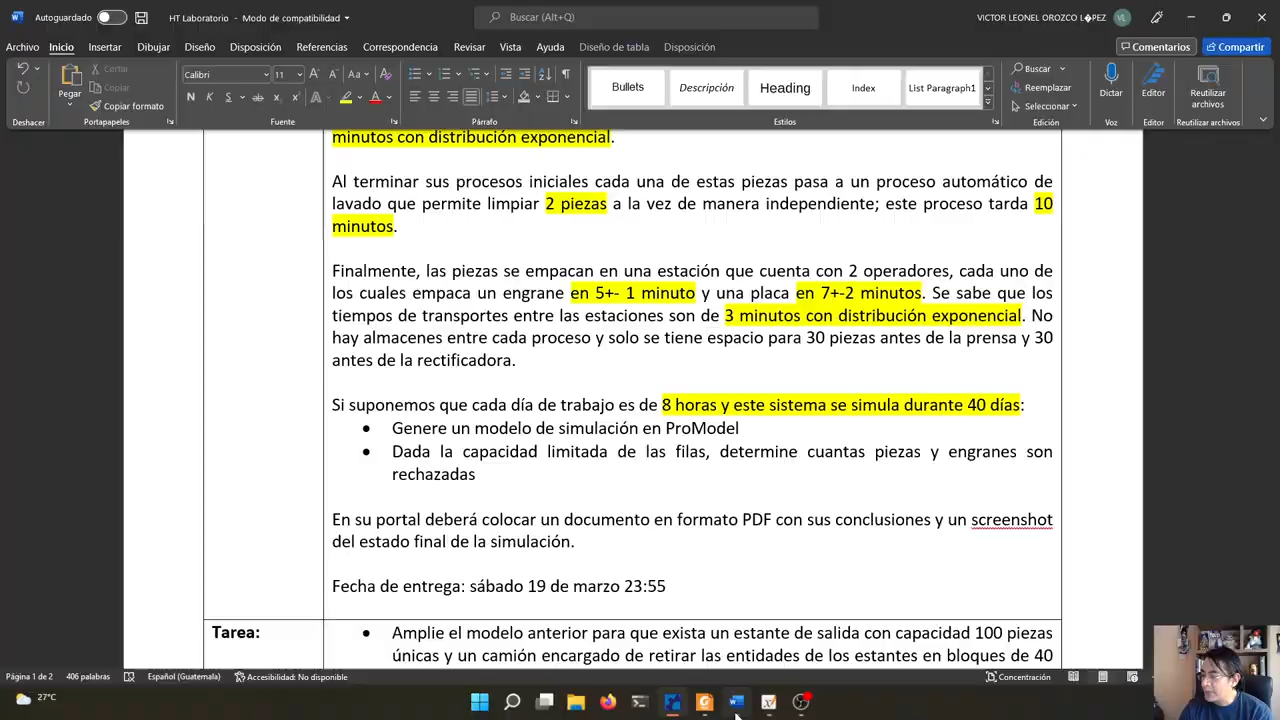 Autoguardado
HT Laboratorio - Modo de compatibilidad
Buscar (Alt+Q)
VICTOR LEONEL OROZCO L�PEZ
VL
Archivo Inicio Insertar Dibujar Diseño Disposición Referencias Correspondencia Revisar Vista Ayuda Diseño de tabla Disposición
Comentarios
Compartir
Pegar
Cortar
Copiar
Copiar formato
Calibri
11
Bullets
Descripción
Heading
Index
List Paragraph1
Buscar
Reemplazar
Seleccionar
Dictar
Editor
Reutilizar archivos
Deshacer Portapapeles Fuente Párrafo Estilos Edición Voz Editor Reutilizar archivos
minutos con distribución exponencial.
Al terminar sus procesos iniciales cada una de estas piezas pasa a un proceso automático de
lavado que permite limpiar 2 piezas a la vez de manera independiente; este proceso tarda 10
minutos.
Finalmente, las piezas se empacan en una estación que cuenta con 2 operadores, cada uno de
los cuales empaca un engrane en 5+- 1 minuto y una placa en 7+-2 minutos. Se sabe que los
tiempos de transportes entre las estaciones son de 3 minutos con distribución exponencial. No
hay almacenes entre cada proceso y solo se tiene espacio para 30 piezas antes de la prensa y 30
antes de la rectificadora.
Si suponemos que cada día de trabajo es de 8 horas y este sistema se simula durante 40 días:
• Genere un modelo de simulación en ProModel
• Dada la capacidad limitada de las filas, determine cuantas piezas y engranes son
rechazadas
En su portal deberá colocar un documento en formato PDF con sus conclusiones y un screenshot
del estado final de la simulación.
Fecha de entrega: sábado 19 de marzo 23:55
Tarea:
• Amplie el modelo anterior para que exista un estante de salida con capacidad 100 piezas
únicas y un camión encargado de retirar las entidades de los estantes en bloques de 40
Página 1 de 2
406 palabras
Español (Guatemala)
Accesibilidad: No disponible
Concentración
27°C